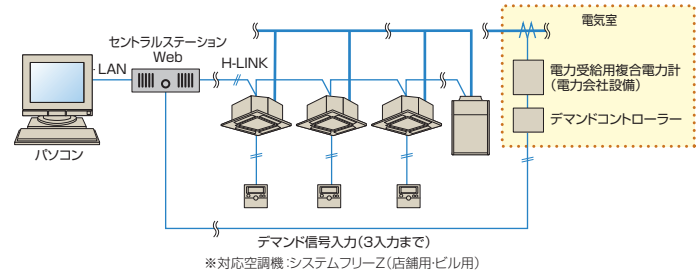 電気室
セントラルステーション
Web
LAN
H-LINK
電力受給用複合電力計
(電力会社設備)
デマンドコントローラー
パソコン
デマンド信号入力(3入力まで)
※対応空調機:システムフリーZ(店舗用・ビル用)